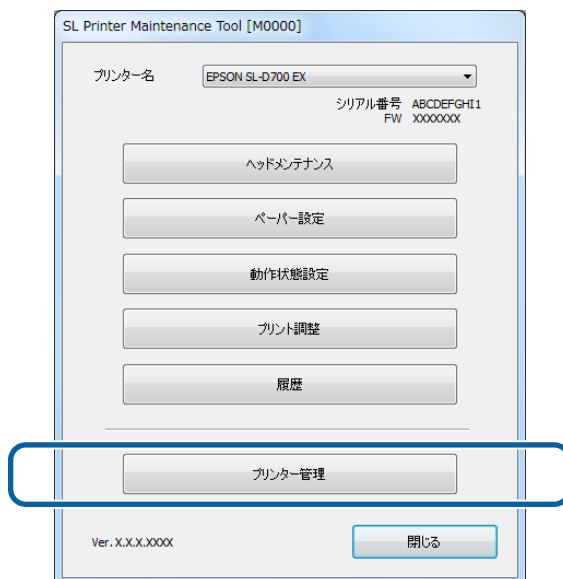 SL Printer Maintenance Tool [M0000]
プリンター名 EPSON SL-D700 EX
シリアル番号 ABCDEFGHI1
FW XXXXXXX
ヘッドメンテナンス
ペーパー設定
動作状態設定
プリント調整
履歴
プリンター管理
Ver.X.X.X.XXXX 閉じる